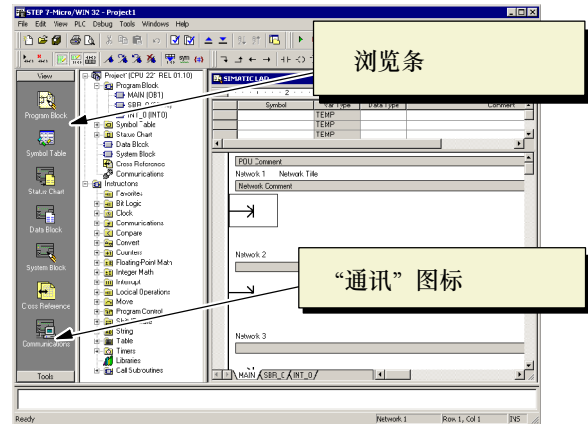 STEP 7-Micro/WIN 32 - Project1
File Edit View PLC Debug Tools Windows Help
浏览条
View
Program Block
Symbol Table
Status Chart
Data Block
System Block
Cross Reference
Communications
Tools
Project1 (CPU 22* REL 01.10)
Program Block
MAIN (OB1)
INT_0 (INT0)
Symbol Table
Status Chart
Data Block
System Block
Cross Reference
Communications
Instructions
Favorites
Bit Logic
Clock
Communications
Compare
Convert
Counters
Floating-Point Math
Integer Math
Interrupt
Logical Operations
Move
Program Control
String
Table
Timers
Libraries
Call Subroutines
SIMATIC LAD
Symbol Var Type Data Type Comment
TEMP
TEMP
TEMP
POU Comment
Network 1 Network Title
Network Comment
Network 2
“通讯”图标
Network 3
MAIN SBR_0 INT_0
Ready
Network 1
Row 1, Col 1
INS